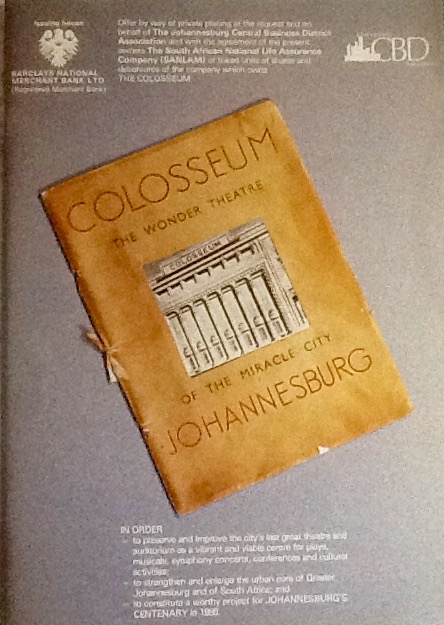 Issuing house
BARCLAYS NATIONAL
MERCHANT BANK LTD
(Registered Merchant Bank)
Offer by way of private placing at the request and on
behalf of The Johannesburg Central Business District
Association and with the agreement of the present
owners The South African National Life Assurance
Company (SANLAM) of linked units of shares and
debentures of the company which owns
THE COLOSSEUM
CBD
COLOSSEUM
THE WONDER THEATRE
COLOSSEUM
OF THE MIRACLE CITY
JOHANNESBURG
IN ORDER
– to preserve and improve the city's last great theatre and
auditorium as a vibrant and viable centre for plays,
musicals, symphony concerts, conferences and cultural
activities;
– to strengthen and enlarge the urban core of Greater
Johannesburg and of South Africa; and
– to constitute a worthy project for JOHANNESBURG'S
CENTENARY in